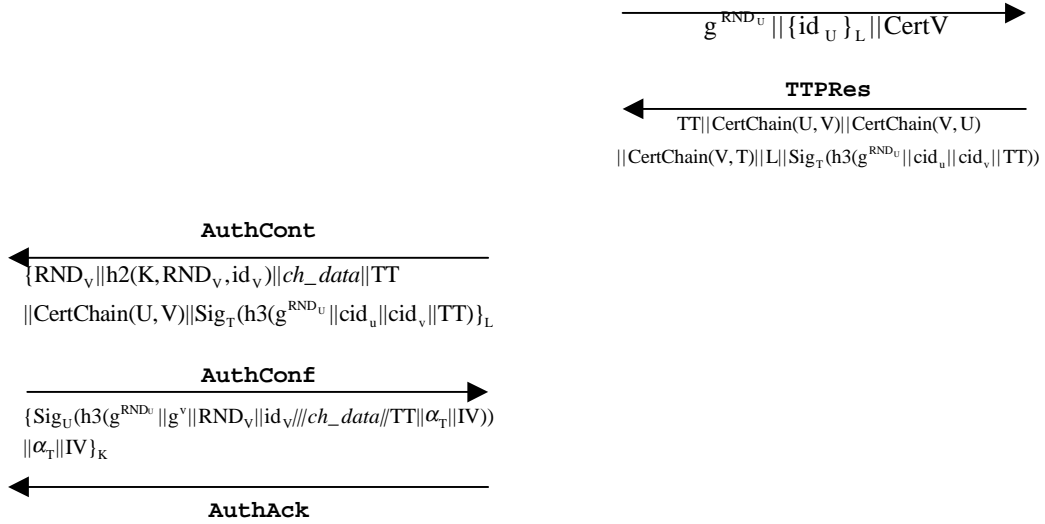 g^RND_U || {id_U}_L || CertV
TTPRes
TT||CertChain(U, V)||CertChain(V, U)
||CertChain(V, T)||L||Sig_T(h3(g^RND_U||cid_u||cid_v||TT))
AuthCont
{RND_V||h2(K, RND_V, id_V)||ch_data||TT
||CertChain(U, V)||Sig_T(h3(g^RND_U||cid_u||cid_v||TT)}_L
AuthConf
{Sig_U(h3(g^RND_U||g^v||RND_V||id_V///ch_data//TT||α_T||IV))
||α_T||IV}_K
AuthAck